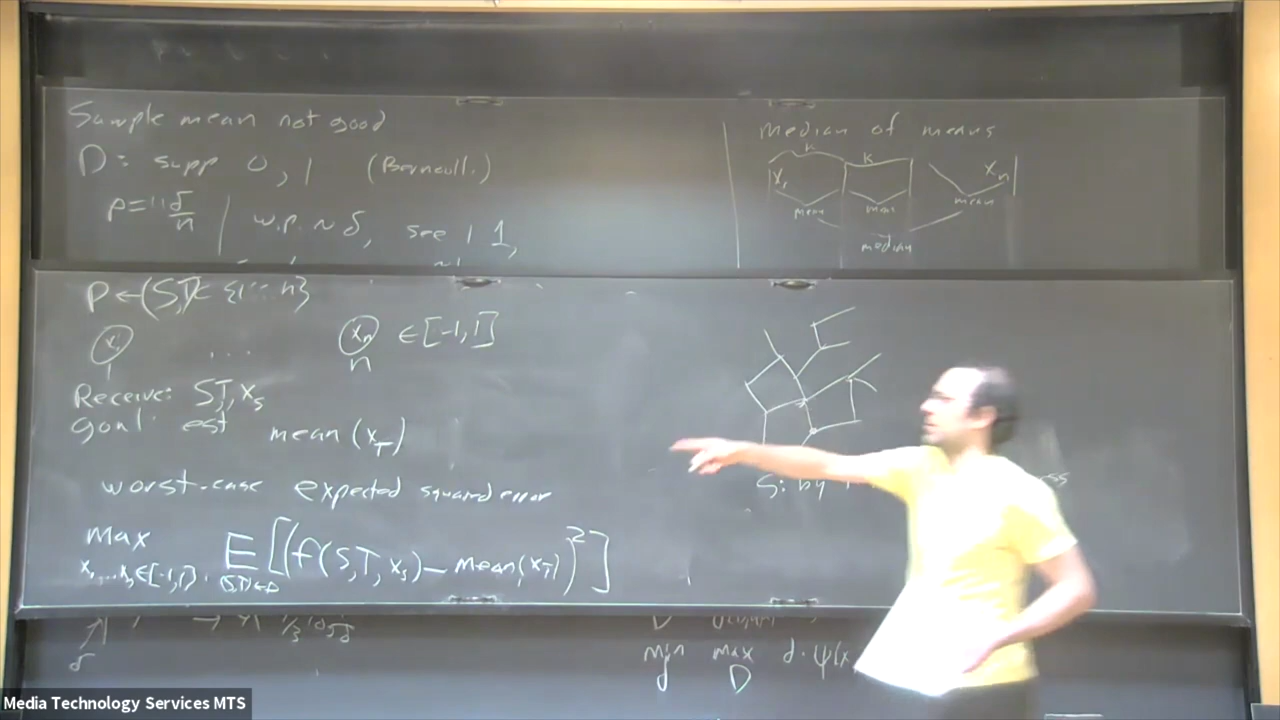 Sample mean not good
D: supp 0, 1 (Bernoulli)
p = "δ/n | w.p. ~ δ, see 1 1,
Median of means
k k
X₁ Xₙ
mean mean mean
median
P ← (S,T) ⊂ {1...n}
x₁ ... xₙ ∈ [-1,1]
1 n
Receive: S,T, x_S
goal: est mean (x_T)
worst-case expected squared error
max E[(f(S,T,x_S) - mean(x_T))²]
x₁...xₙ∈[-1,1] (S,T)←P
S: by
min max d·ψ(x
d D
Media Technology Services MTS